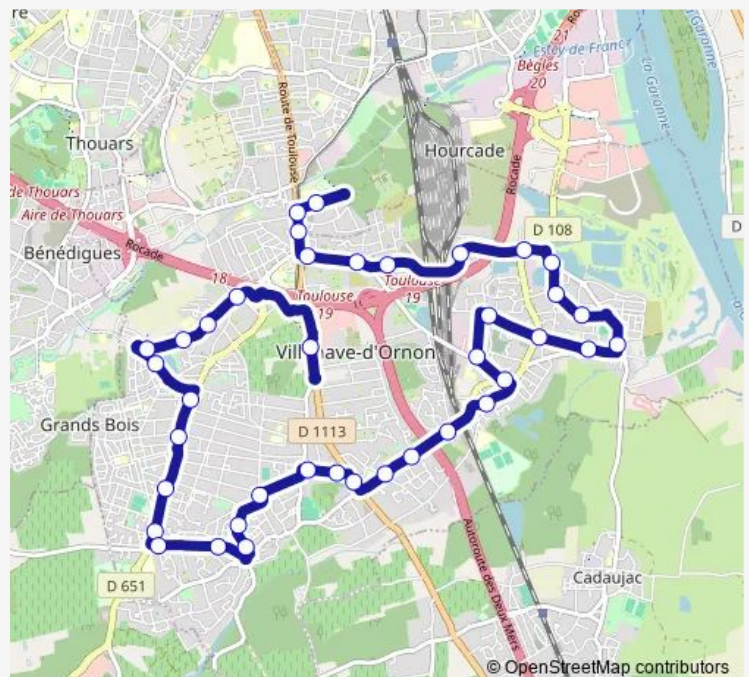 re
Estey de Franc
21
Bègles
20
La Garonne
Route de Toulouse
Thouars
Hourcade
Rocade
de Thouars
Aire de Thouars
D 108
D
Bénédigues
Rocade
18
Toulouse
19
Toulouse
19
Villenave-d'Ornon
Grands Bois
D 1113
Autoroute des Deux Mers
D 651
Cadaujac
© OpenStreetMap contributors